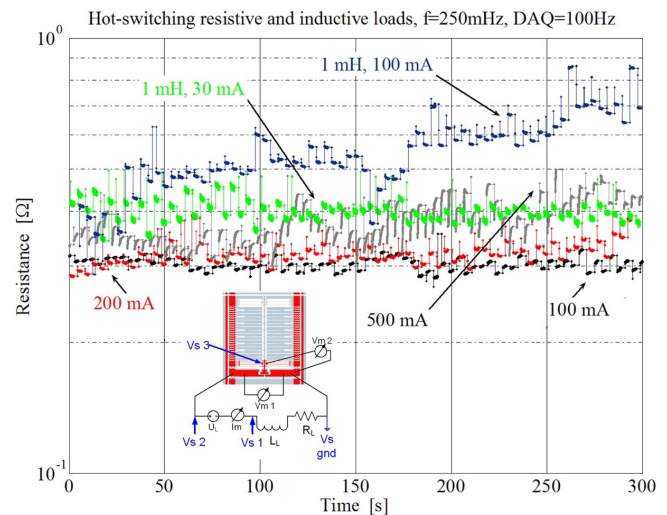 Hot-switching resistive and inductive loads, f=250mHz, DAQ=100Hz
10^0
1 mH, 100 mA
1 mH, 30 mA
Resistance [Ω]
200 mA
500 mA
100 mA
Vs 3
Vm 2
Vm 1
U_L
Im
Vs 2
Vs 1
L_L
R_L
Vs
gnd
10^-1
0 50 100 150 200 250 300
Time [s]